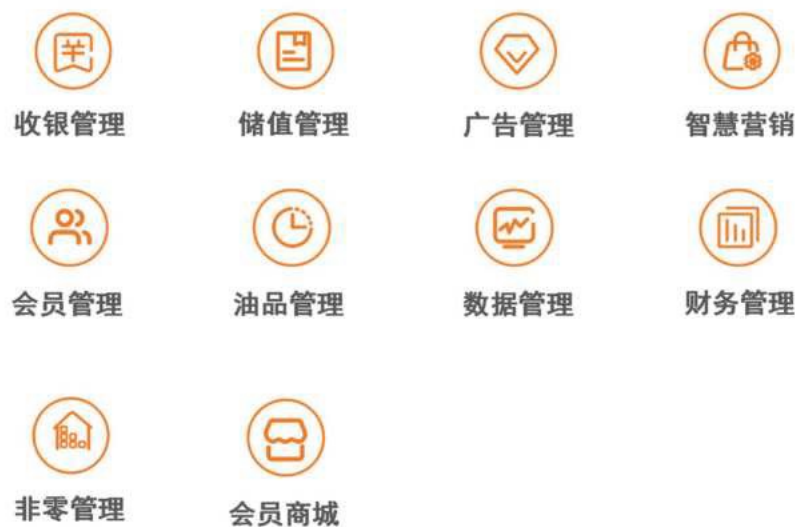 收银管理
储值管理
广告管理
智慧营销
会员管理
油品管理
数据管理
财务管理
非零管理
会员商城